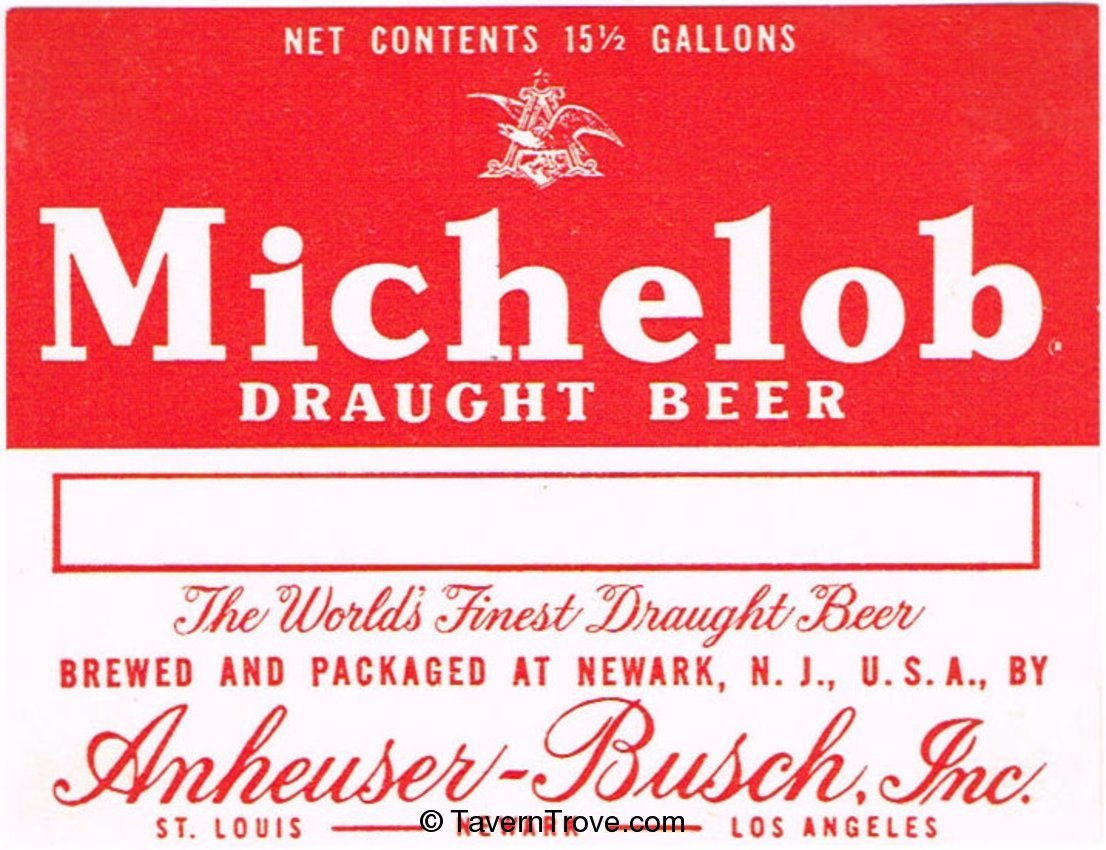 NET CONTENTS 15½ GALLONS
Michelob®
DRAUGHT BEER
The World's Finest Draught Beer
BREWED AND PACKAGED AT NEWARK, N. J., U. S. A., BY
Anheuser-Busch, Inc.
ST. LOUIS — NEWARK — LOS ANGELES
© TavernTrove.com